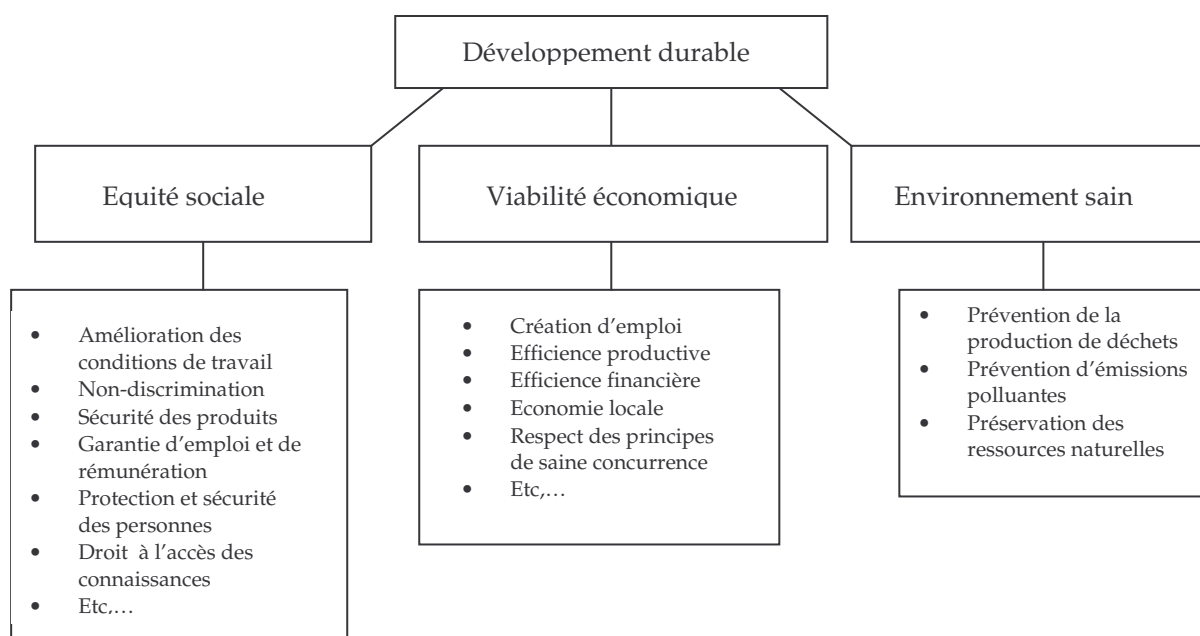 Développement durable
Equité sociale
Viabilité économique
Environnement sain
• Amélioration des
conditions de travail
• Non-discrimination
• Sécurité des produits
• Garantie d'emploi et de
rémunération
• Protection et sécurité
des personnes
• Droit à l'accès des
connaissances
• Etc,…
• Création d'emploi
• Efficience productive
• Efficience financière
• Economie locale
• Respect des principes
de saine concurrence
• Etc,…
• Prévention de la
production de déchets
• Prévention d'émissions
polluantes
• Préservation des
ressources naturelles